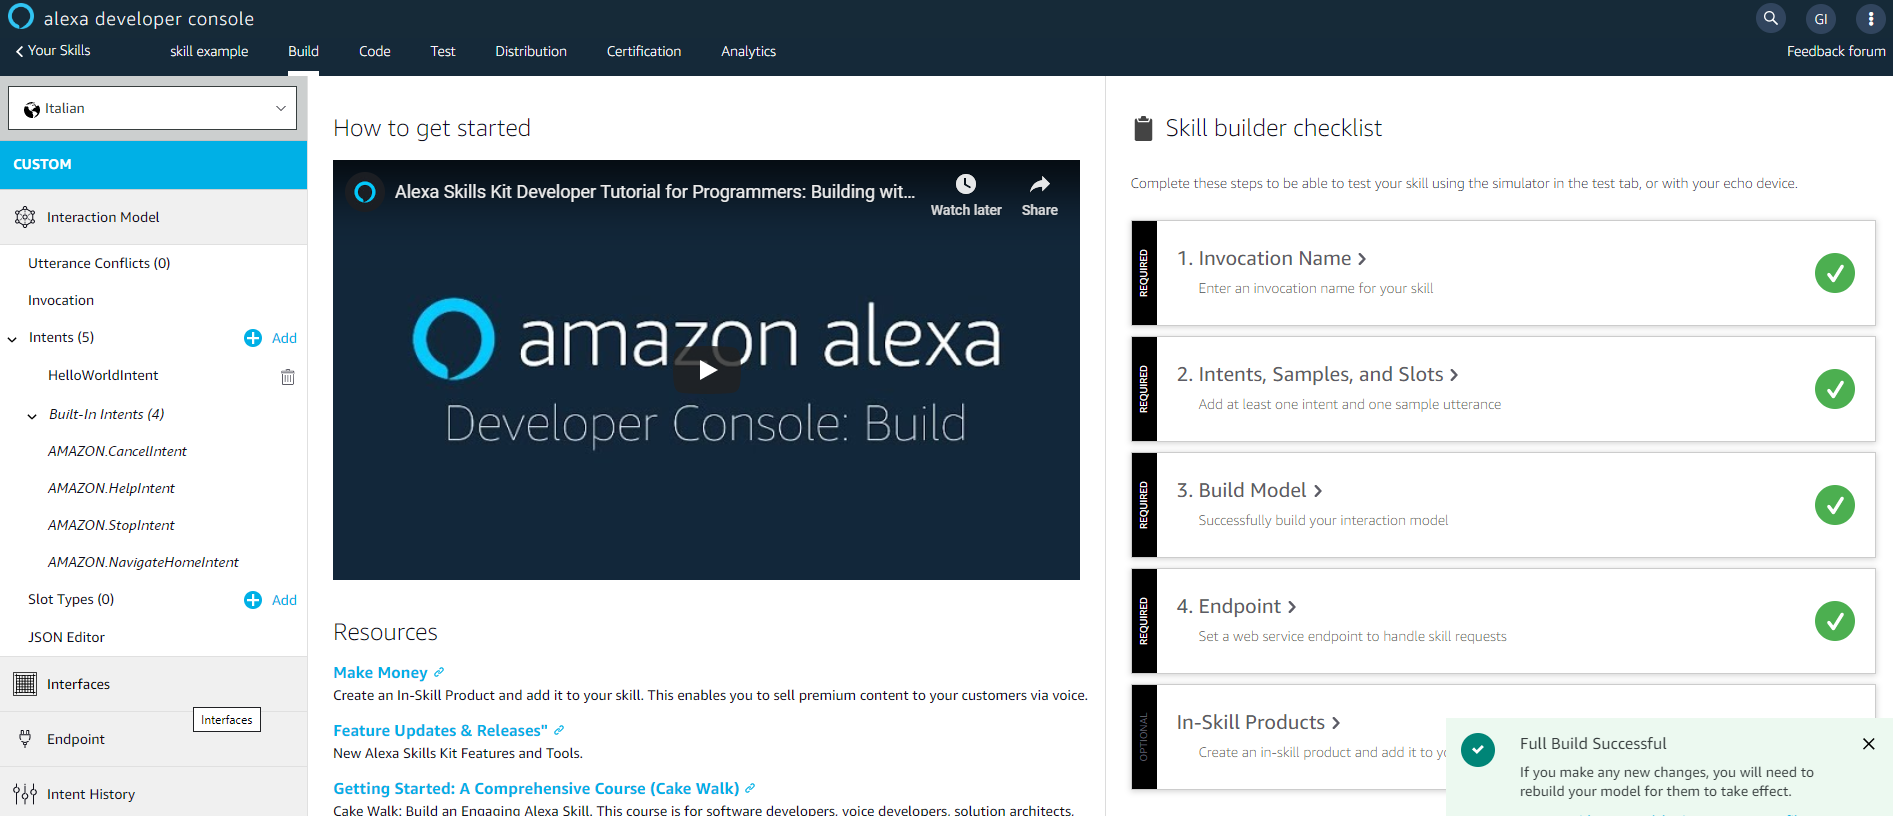 alexa developer console
GI
Your Skills
skill example
Build
Code
Test
Distribution
Certification
Analytics
Feedback forum
Italian
CUSTOM
Interaction Model
Utterance Conflicts (0)
Invocation
Intents (5)
Add
HelloWorldIntent
Built-In Intents (4)
AMAZON.CancelIntent
AMAZON.HelpIntent
AMAZON.StopIntent
AMAZON.NavigateHomeIntent
Slot Types (0)
Add
JSON Editor
Interfaces
Interfaces
Endpoint
Intent History
How to get started
Alexa Skills Kit Developer Tutorial for Programmers: Building wit...
Watch later
Share
amazon alexa
Developer Console: Build
Resources
Make Money
Create an In-Skill Product and add it to your skill. This enables you to sell premium content to your customers via voice.
Feature Updates & Releases"
New Alexa Skills Kit Features and Tools.
Getting Started: A Comprehensive Course (Cake Walk)
Cake Walk: Build an Engaging Alexa Skill. This course is for software developers, voice developers, solution architects,
Skill builder checklist
Complete these steps to be able to test your skill using the simulator in the test tab, or with your echo device.
REQUIRED
1. Invocation Name
Enter an invocation name for your skill
REQUIRED
2. Intents, Samples, and Slots
Add at least one intent and one sample utterance
REQUIRED
3. Build Model
Successfully build your interaction model
REQUIRED
4. Endpoint
Set a web service endpoint to handle skill requests
OPTIONAL
In-Skill Products
Create an in-skill product and add it to
Full Build Successful
If you make any new changes, you will need to
rebuild your model for them to take effect.